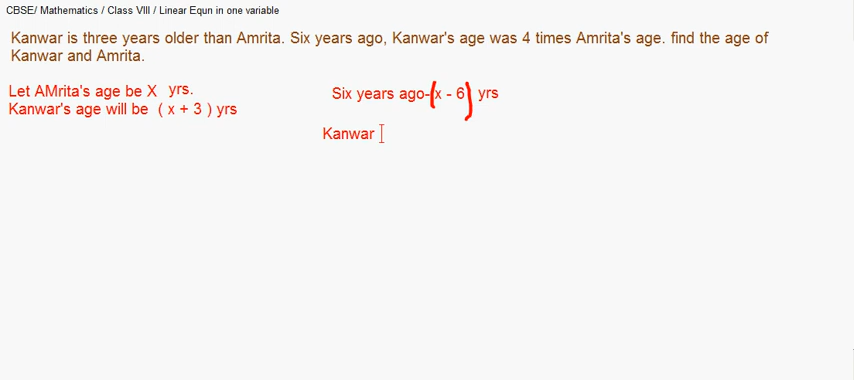 CBSE/ Mathematics / Class VIII / Linear Equn in one variable
Kanwar is three years older than Amrita. Six years ago, Kanwar's age was 4 times Amrita's age. find the age of
Kanwar and Amrita.
Let AMrita's age be X yrs.
Kanwar's age will be ( x + 3 ) yrs
Six years ago-(x - 6) yrs
Kanwar